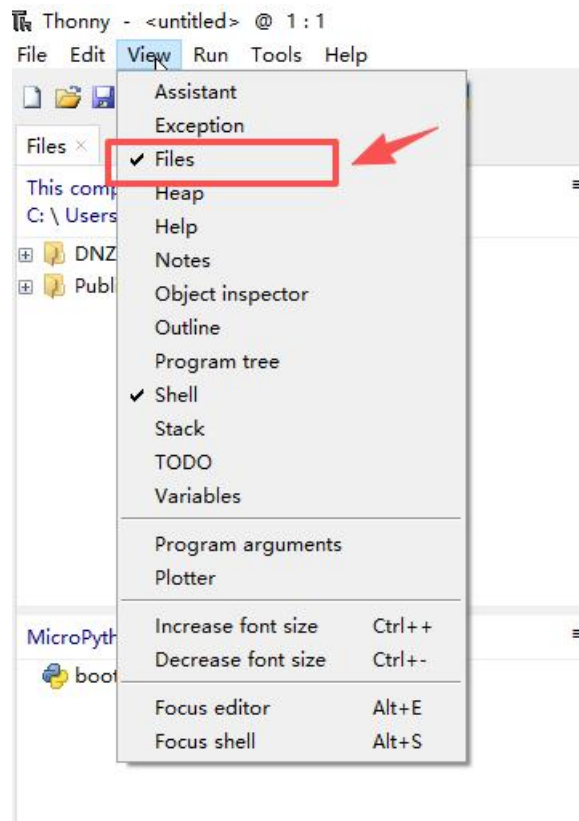 Thonny - <untitled> @ 1:1
File Edit View Run Tools Help
Files ×
This comp
C: \ Users
DNZ
Publ
Assistant
Exception
✓ Files
Heap
Help
Notes
Object inspector
Outline
Program tree
✓ Shell
Stack
TODO
Variables
Program arguments
Plotter
Increase font size Ctrl++
Decrease font size Ctrl+-
Focus editor Alt+E
Focus shell Alt+S
MicroPyth
boot